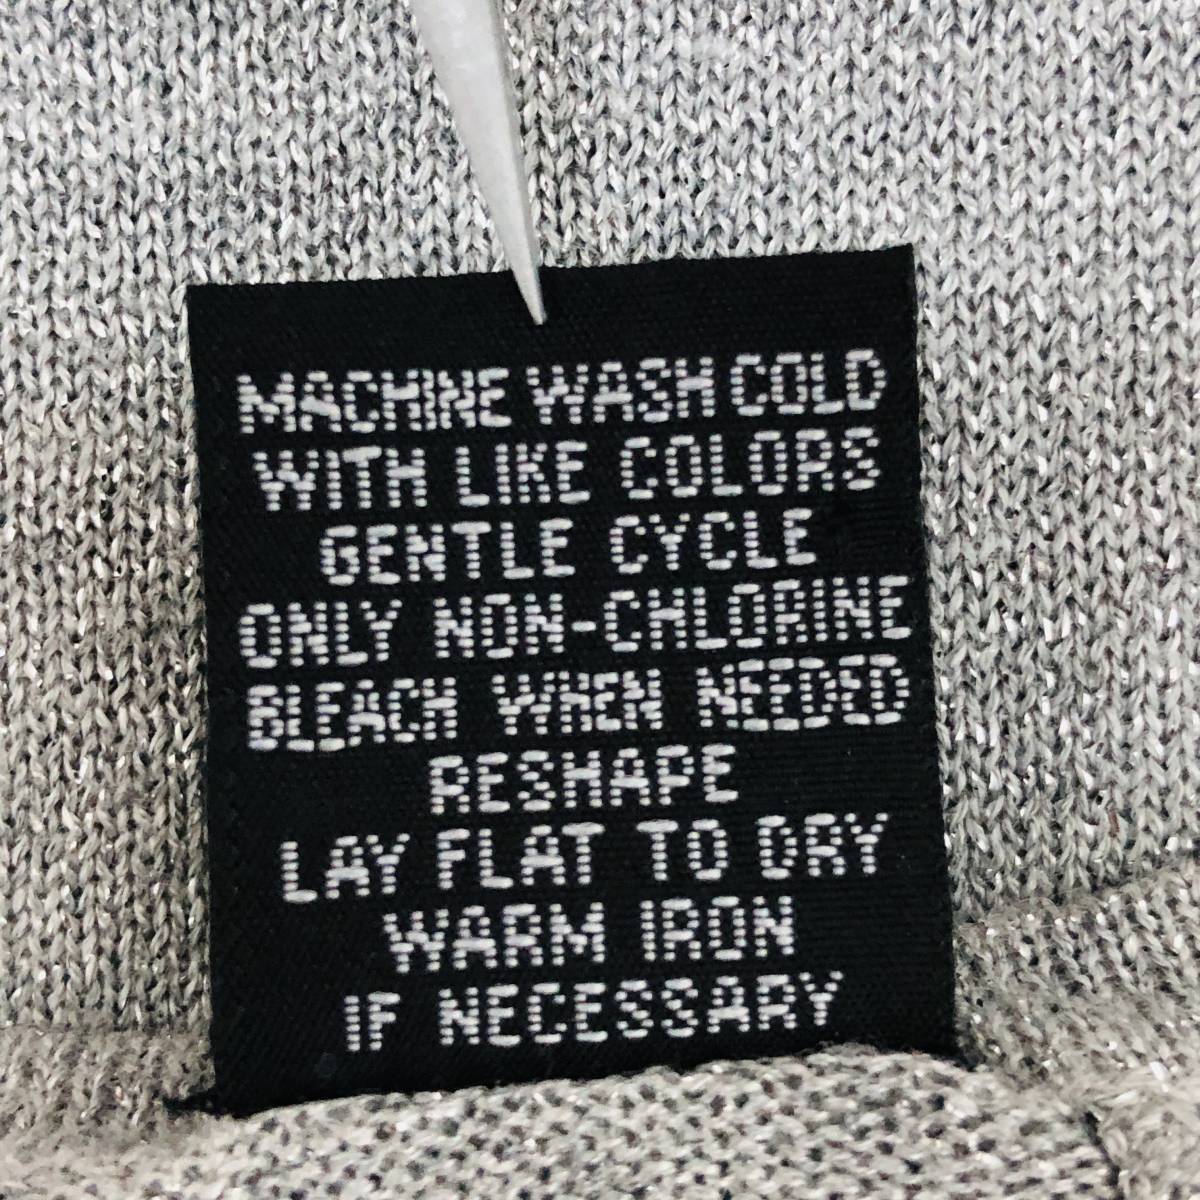 MACHINE WASH COLD
WITH LIKE COLORS
GENTLE CYCLE
ONLY NON-CHLORINE
BLEACH WHEN NEEDED
RESHAPE
LAY FLAT TO DRY
WARM IRON
IF NECESSARY